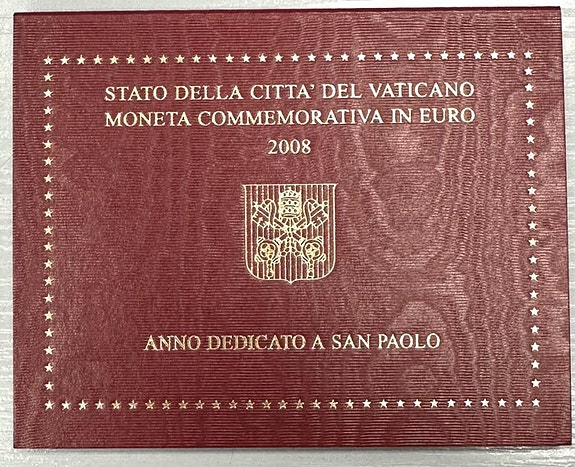 STATO DELLA CITTA' DEL VATICANO
MONETA COMMEMORATIVA IN EURO
2008
ANNO DEDICATO A SAN PAOLO